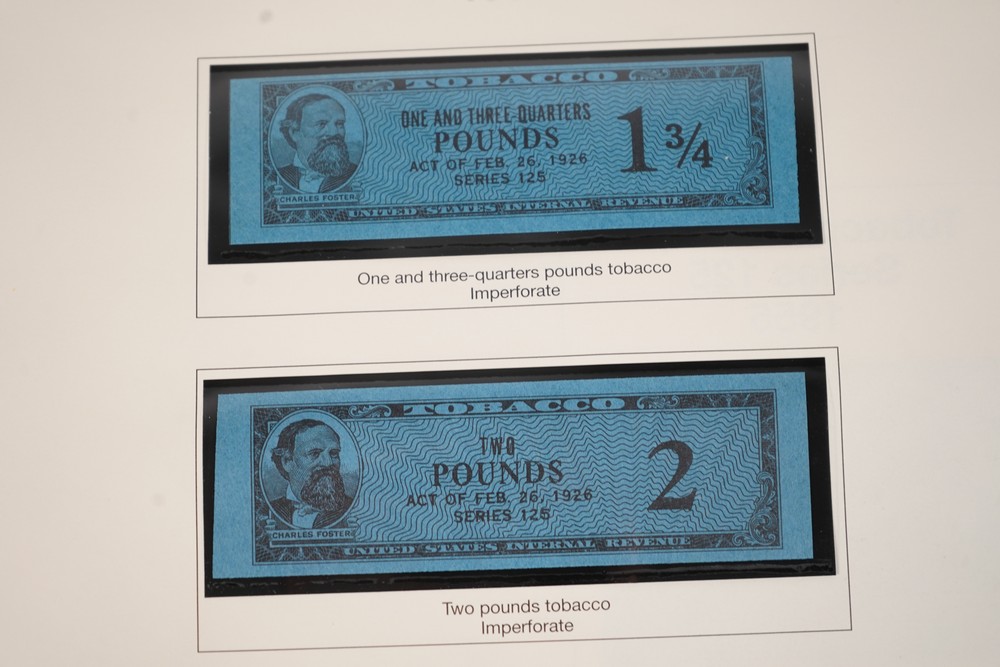 TOBACCO
ONE AND THREE-QUARTERS
POUNDS
1 3/4
ACT OF FEB. 26, 1926
SERIES 125
CHARLES FOSTER
UNITED STATES INTERNAL REVENUE
One and three-quarters pounds tobacco
Imperforate
TOBACCO
TWO
POUNDS
2
ACT OF FEB. 26, 1926
SERIES 125
CHARLES FOSTER
UNITED STATES INTERNAL REVENUE
Two pounds tobacco
Imperforate